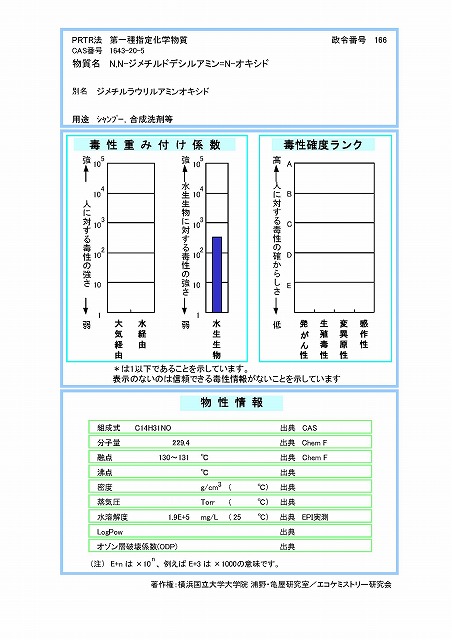 PRTR法 第一種指定化学物質 政令番号 166
CAS番号 1643-20-5
物質名 N,N-ジメチルドデシルアミン=N-オキシド
別名 ジメチルラウリルアミンオキシド
用途 シャンプー、合成洗剤等
毒性重み付け係数
強 10^5
10^4
10^3
10^2
10^1
弱 1
人に対する毒性の強さ
大気経由
水経由
強 10^5
10^4
10^3
10^2
10^1
弱 1
水生生物に対する毒性の強さ
水生生物
毒性確度ランク
高 A
B
C
D
E
低
人に対する毒性の確からしさ
発がん性
生殖毒性
変異原性
感作性
*は1以下であることを示しています。
表示のないのは信頼できる毒性情報がないことを示しています
物性情報
組成式 C14H31NO 出典 CAS
分子量 229.4 出典 Chem F
融点 130〜131 ℃ 出典 Chem F
沸点 ℃ 出典
密度 g/cm3 ( ℃) 出典
蒸気圧 Torr ( ℃) 出典
水溶解度 1.9E+5 mg/L (25 ℃) 出典 EPI実測
LogPow 出典
オゾン層破壊係数(ODP) 出典
(注) E+n は ×10^n、例えば E+3 は ×1000の意味です。
著作権:横浜国立大学大学院 浦野・亀屋研究室/エコケミストリー研究会